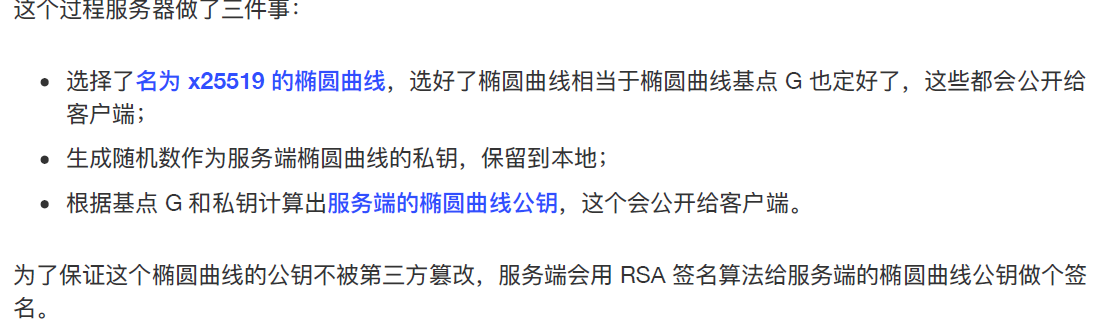 这个过程服务器做了三件事：
选择了名为 x25519 的椭圆曲线，选好了椭圆曲线相当于椭圆曲线基点 G 也定好了，这些都会公开给
客户端；
生成随机数作为服务端椭圆曲线的私钥，保留到本地；
根据基点 G 和私钥计算出服务端的椭圆曲线公钥，这个会公开给客户端。
为了保证这个椭圆曲线的公钥不被第三方篡改，服务端会用 RSA 签名算法给服务端的椭圆曲线公钥做个签
名。